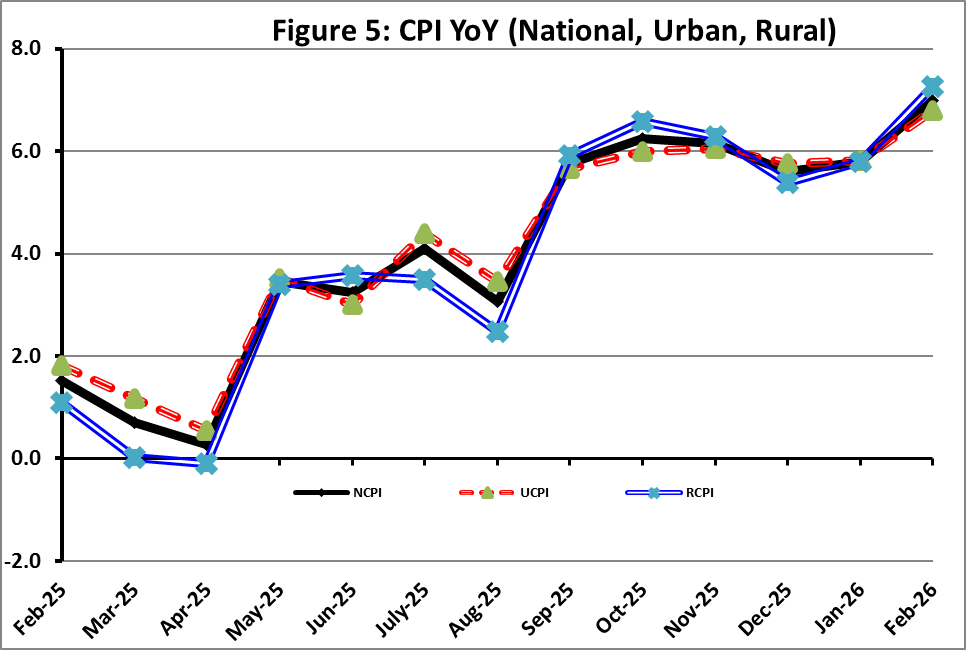 Figure 5: CPI YoY (National, Urban, Rural)
8.0
6.0
4.0
2.0
0.0
-2.0
NCPI UCPI RCPI
Feb-25 Mar-25 Apr-25 May-25 Jun-25 July-25 Aug-25 Sep-25 Oct-25 Nov-25 Dec-25 Jan-26 Feb-26